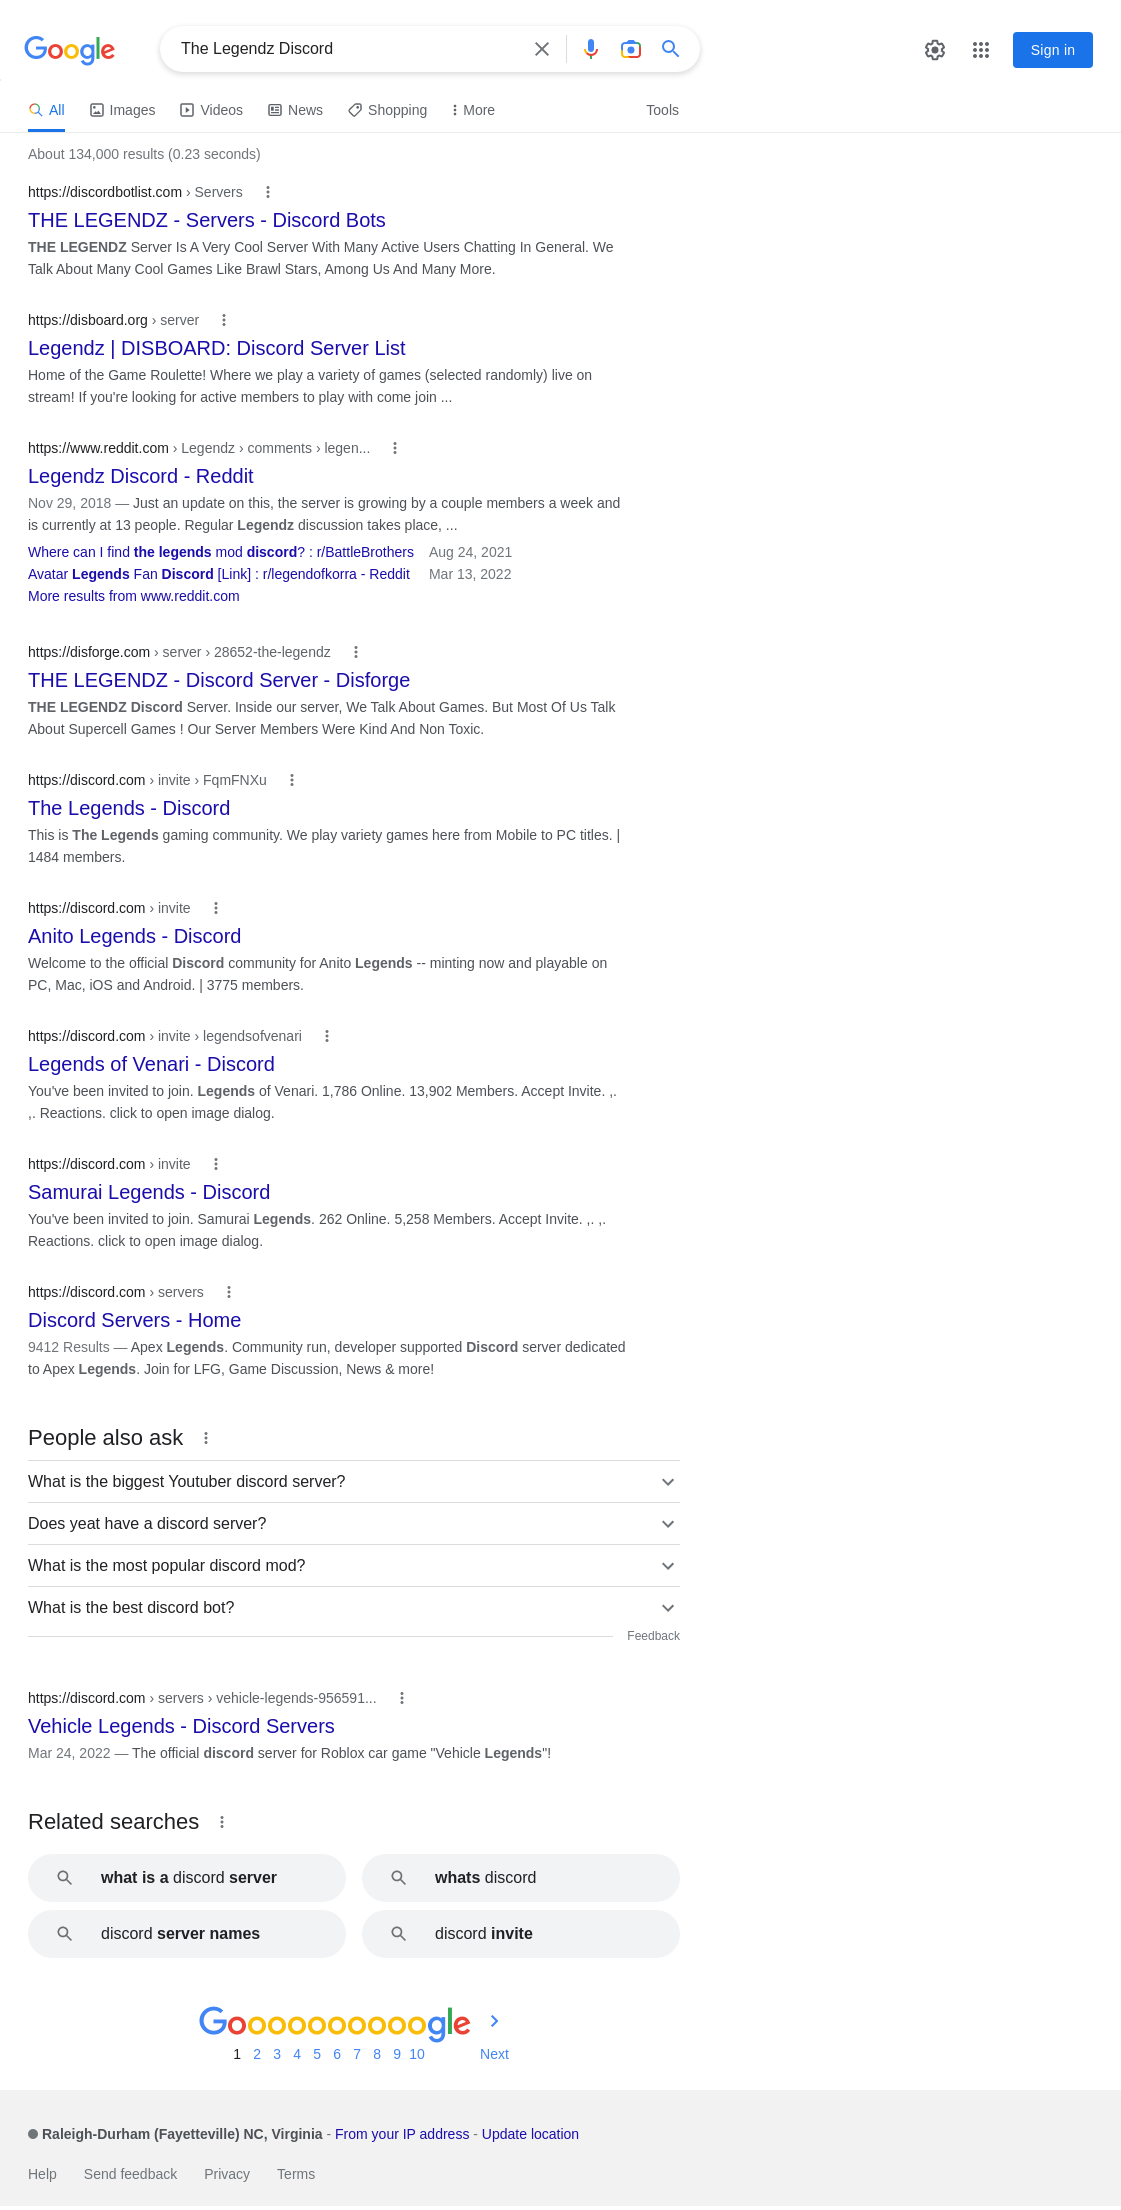 Google
The Legendz Discord
Sign in
All
Images
Videos
News
Shopping
More
Tools
About 134,000 results (0.23 seconds)
https://discordbotlist.com › Servers
THE LEGENDZ - Servers - Discord Bots
THE LEGENDZ Server Is A Very Cool Server With Many Active Users Chatting In General. We
Talk About Many Cool Games Like Brawl Stars, Among Us And Many More.
https://disboard.org › server
Legendz | DISBOARD: Discord Server List
Home of the Game Roulette! Where we play a variety of games (selected randomly) live on
stream! If you're looking for active members to play with come join ...
https://www.reddit.com › Legendz › comments › legen...
Legendz Discord - Reddit
Nov 29, 2018 — Just an update on this, the server is growing by a couple members a week and
is currently at 13 people. Regular Legendz discussion takes place, ...
Where can I find the legends mod discord? : r/BattleBrothers Aug 24, 2021
Avatar Legends Fan Discord [Link] : r/legendofkorra - Reddit Mar 13, 2022
More results from www.reddit.com
https://disforge.com › server › 28652-the-legendz
THE LEGENDZ - Discord Server - Disforge
THE LEGENDZ Discord Server. Inside our server, We Talk About Games. But Most Of Us Talk
About Supercell Games ! Our Server Members Were Kind And Non Toxic.
https://discord.com › invite › FqmFNXu
The Legends - Discord
This is The Legends gaming community. We play variety games here from Mobile to PC titles. |
1484 members.
https://discord.com › invite
Anito Legends - Discord
Welcome to the official Discord community for Anito Legends -- minting now and playable on
PC, Mac, iOS and Android. | 3775 members.
https://discord.com › invite › legendsofvenari
Legends of Venari - Discord
You've been invited to join. Legends of Venari. 1,786 Online. 13,902 Members. Accept Invite. ,.
,. Reactions. click to open image dialog.
https://discord.com › invite
Samurai Legends - Discord
You've been invited to join. Samurai Legends. 262 Online. 5,258 Members. Accept Invite. ,. ,.
Reactions. click to open image dialog.
https://discord.com › servers
Discord Servers - Home
9412 Results — Apex Legends. Community run, developer supported Discord server dedicated
to Apex Legends. Join for LFG, Game Discussion, News & more!
People also ask
What is the biggest Youtuber discord server?
Does yeat have a discord server?
What is the most popular discord mod?
What is the best discord bot?
Feedback
https://discord.com › servers › vehicle-legends-956591...
Vehicle Legends - Discord Servers
Mar 24, 2022 — The official discord server for Roblox car game "Vehicle Legends"!
Related searches
what is a discord server
whats discord
discord server names
discord invite
Goooooooooogle
1 2 3 4 5 6 7 8 9 10 Next
Raleigh-Durham (Fayetteville) NC, Virginia - From your IP address - Update location
Help Send feedback Privacy Terms